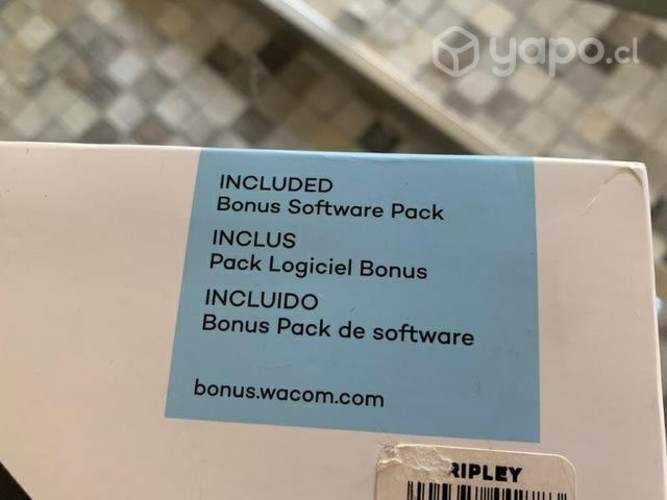 yapo.cl
INCLUDED
Bonus Software Pack
INCLUS
Pack Logiciel Bonus
INCLUIDO
Bonus Pack de software
bonus.wacom.com
RIPLEY